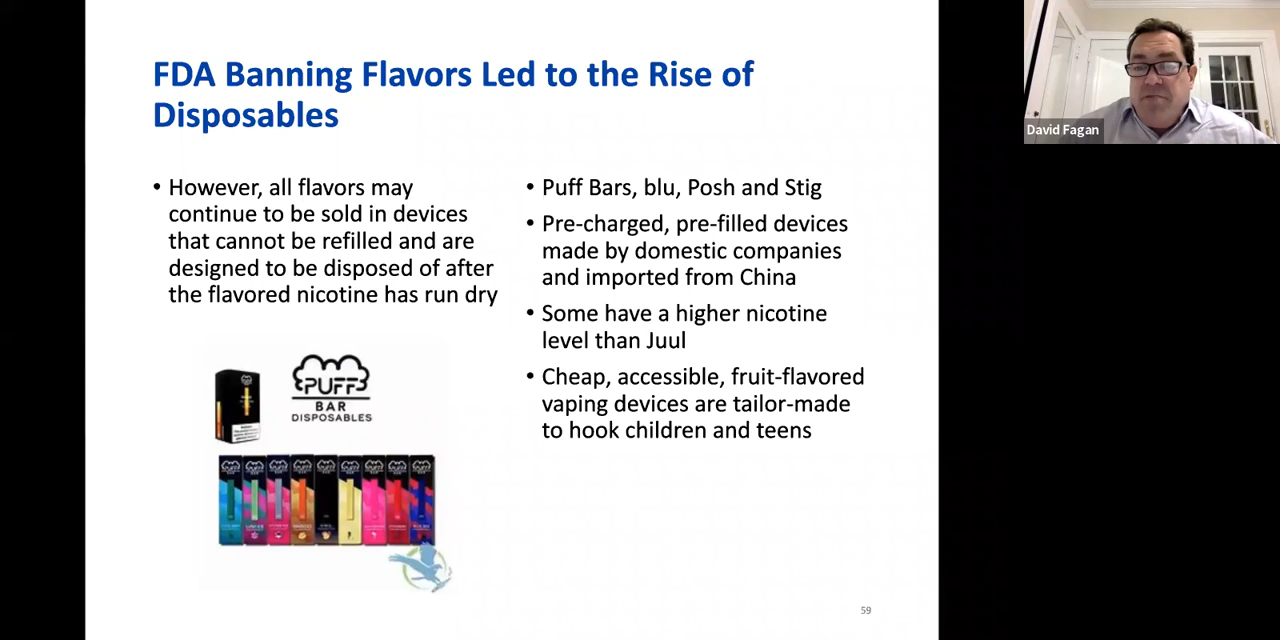 FDA Banning Flavors Led to the Rise of
Disposables
• However, all flavors may
continue to be sold in devices
that cannot be refilled and are
designed to be disposed of after
the flavored nicotine has run dry
PUFF
BAR
DISPOSABLES
• Puff Bars, blu, Posh and Stig
• Pre-charged, pre-filled devices
made by domestic companies
and imported from China
• Some have a higher nicotine
level than Juul
• Cheap, accessible, fruit-flavored
vaping devices are tailor-made
to hook children and teens
59
David Fagan